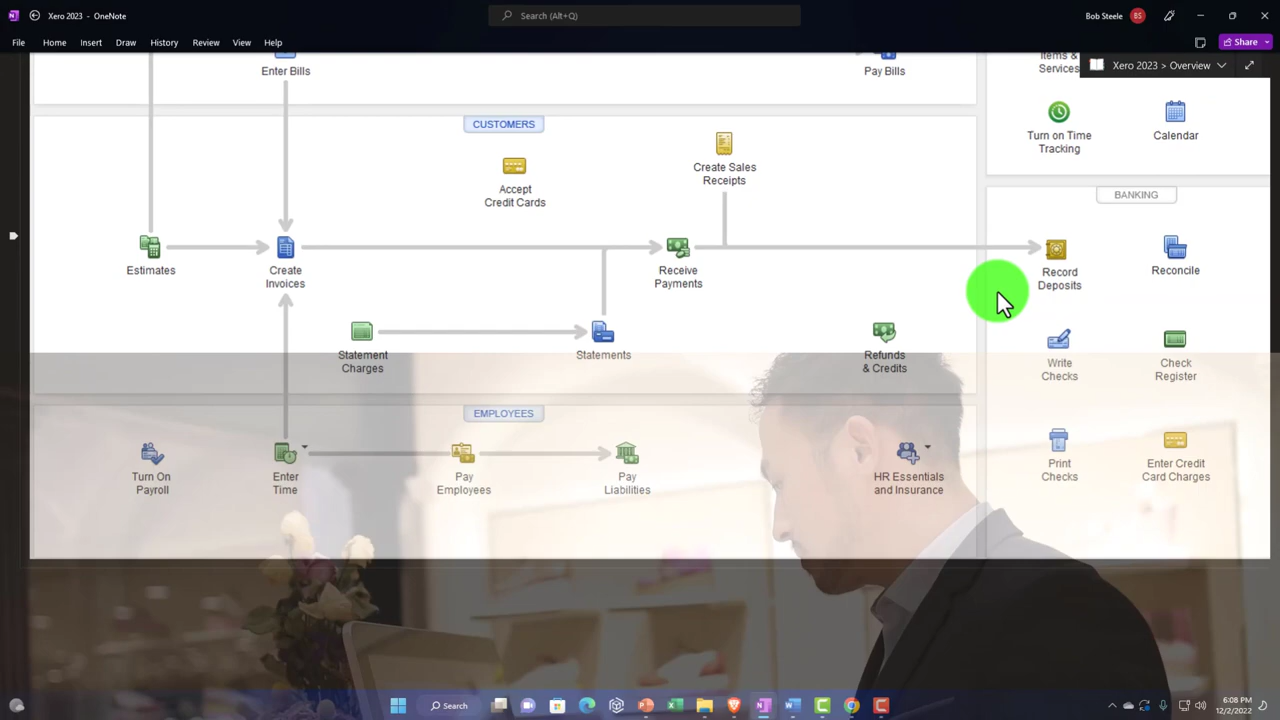 Xero 2023 - OneNote
Search (Alt+Q)
Bob Steele
BS
File
Home
Insert
Draw
History
Review
View
Help
Share
Xero 2023 > Overview
Enter Bills
Pay Bills
Items &
Services
Turn on Time
Tracking
Calendar
CUSTOMERS
Accept
Credit Cards
Create Sales
Receipts
Estimates
Create
Invoices
Receive
Payments
Statement
Charges
Statements
Refunds
& Credits
BANKING
Record
Deposits
Reconcile
Write
Checks
Check
Register
Print
Checks
Enter Credit
Card Charges
EMPLOYEES
Turn On
Payroll
Enter
Time
Pay
Employees
Pay
Liabilities
HR Essentials
and Insurance
Search
6:08 PM
12/2/2022